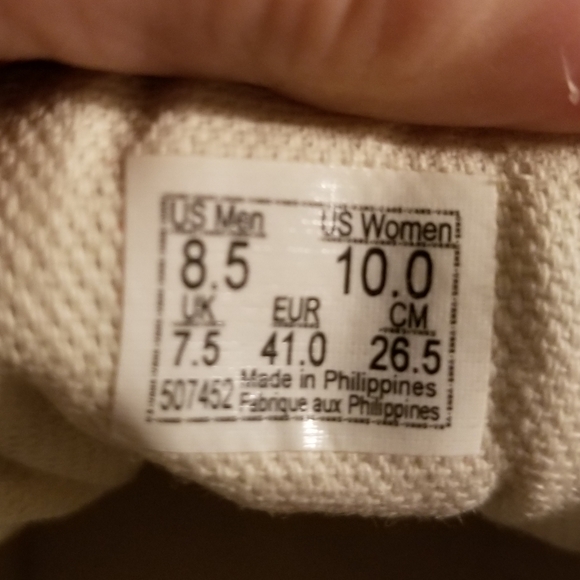 US Men US Women
8.5 10.0
UK EUR CM
7.5 41.0 26.5
507452 Made in Philippines
Fabrique aux Philippines